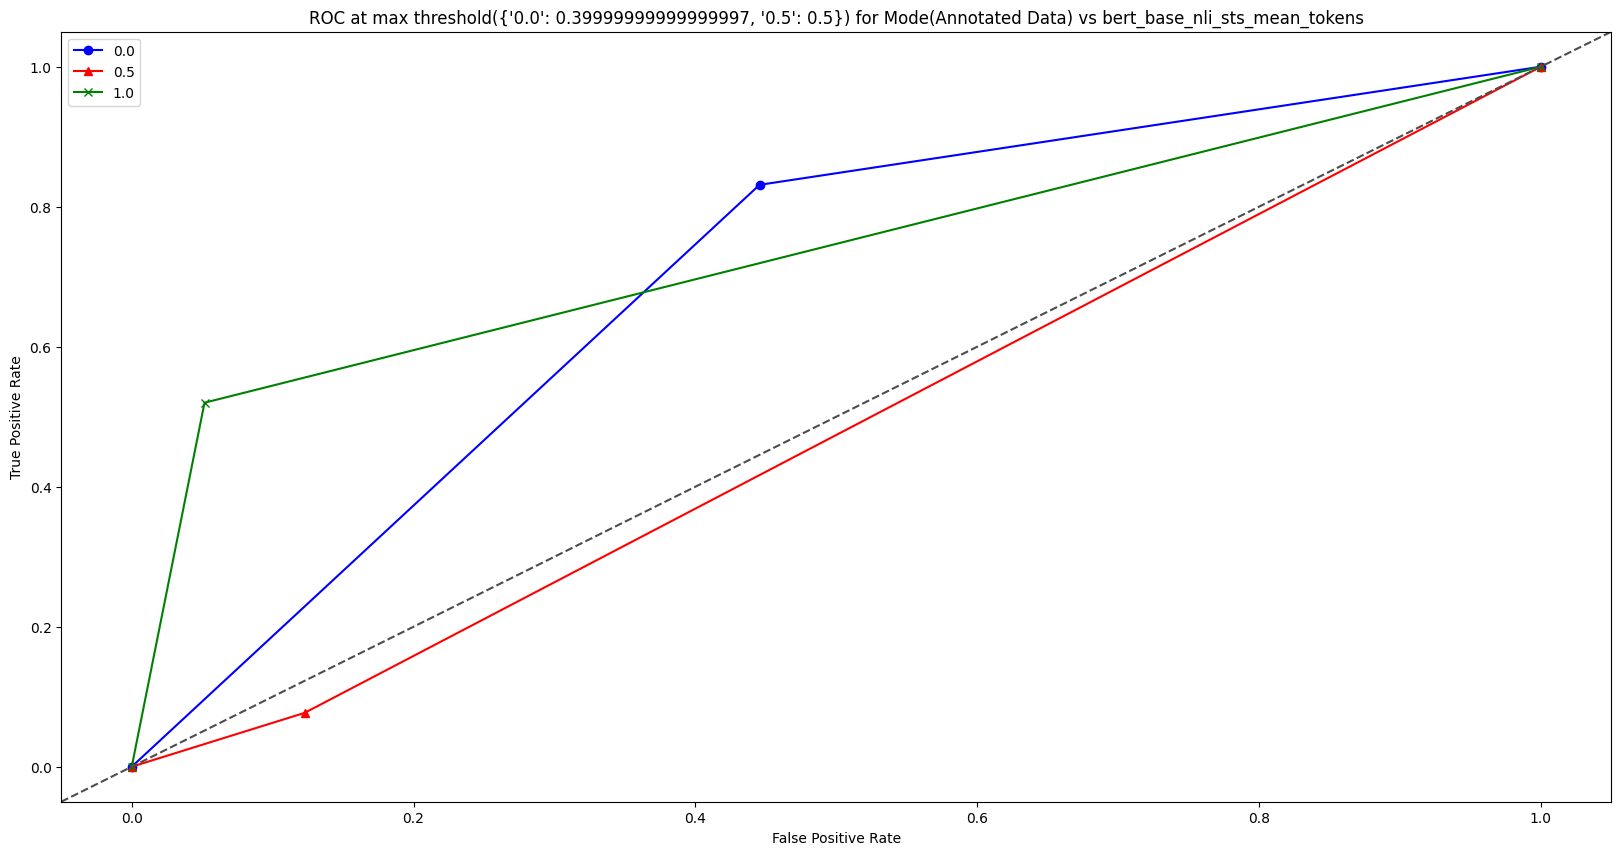 ROC at max threshold({'0.0': 0.39999999999999997, '0.5': 0.5}) for Mode(Annotated Data) vs bert_base_nli_sts_mean_tokens
0.0
0.5
1.0
True Positive Rate
1.0
0.8
0.6
0.4
0.2
0.0
0.0 0.2 0.4 0.6 0.8 1.0
False Positive Rate